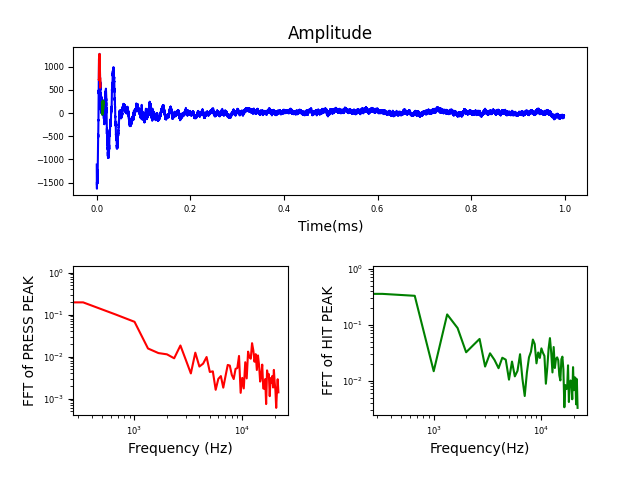 Amplitude
1000
500
0
−500
−1000
−1500
0.0 0.2 0.4 0.6 0.8 1.0
Time(ms)
FFT of PRESS PEAK
10⁰
10⁻¹
10⁻²
10⁻³
10³ 10⁴
Frequency (Hz)
FFT of HIT PEAK
10⁰
10⁻¹
10⁻²
10³ 10⁴
Frequency(Hz)